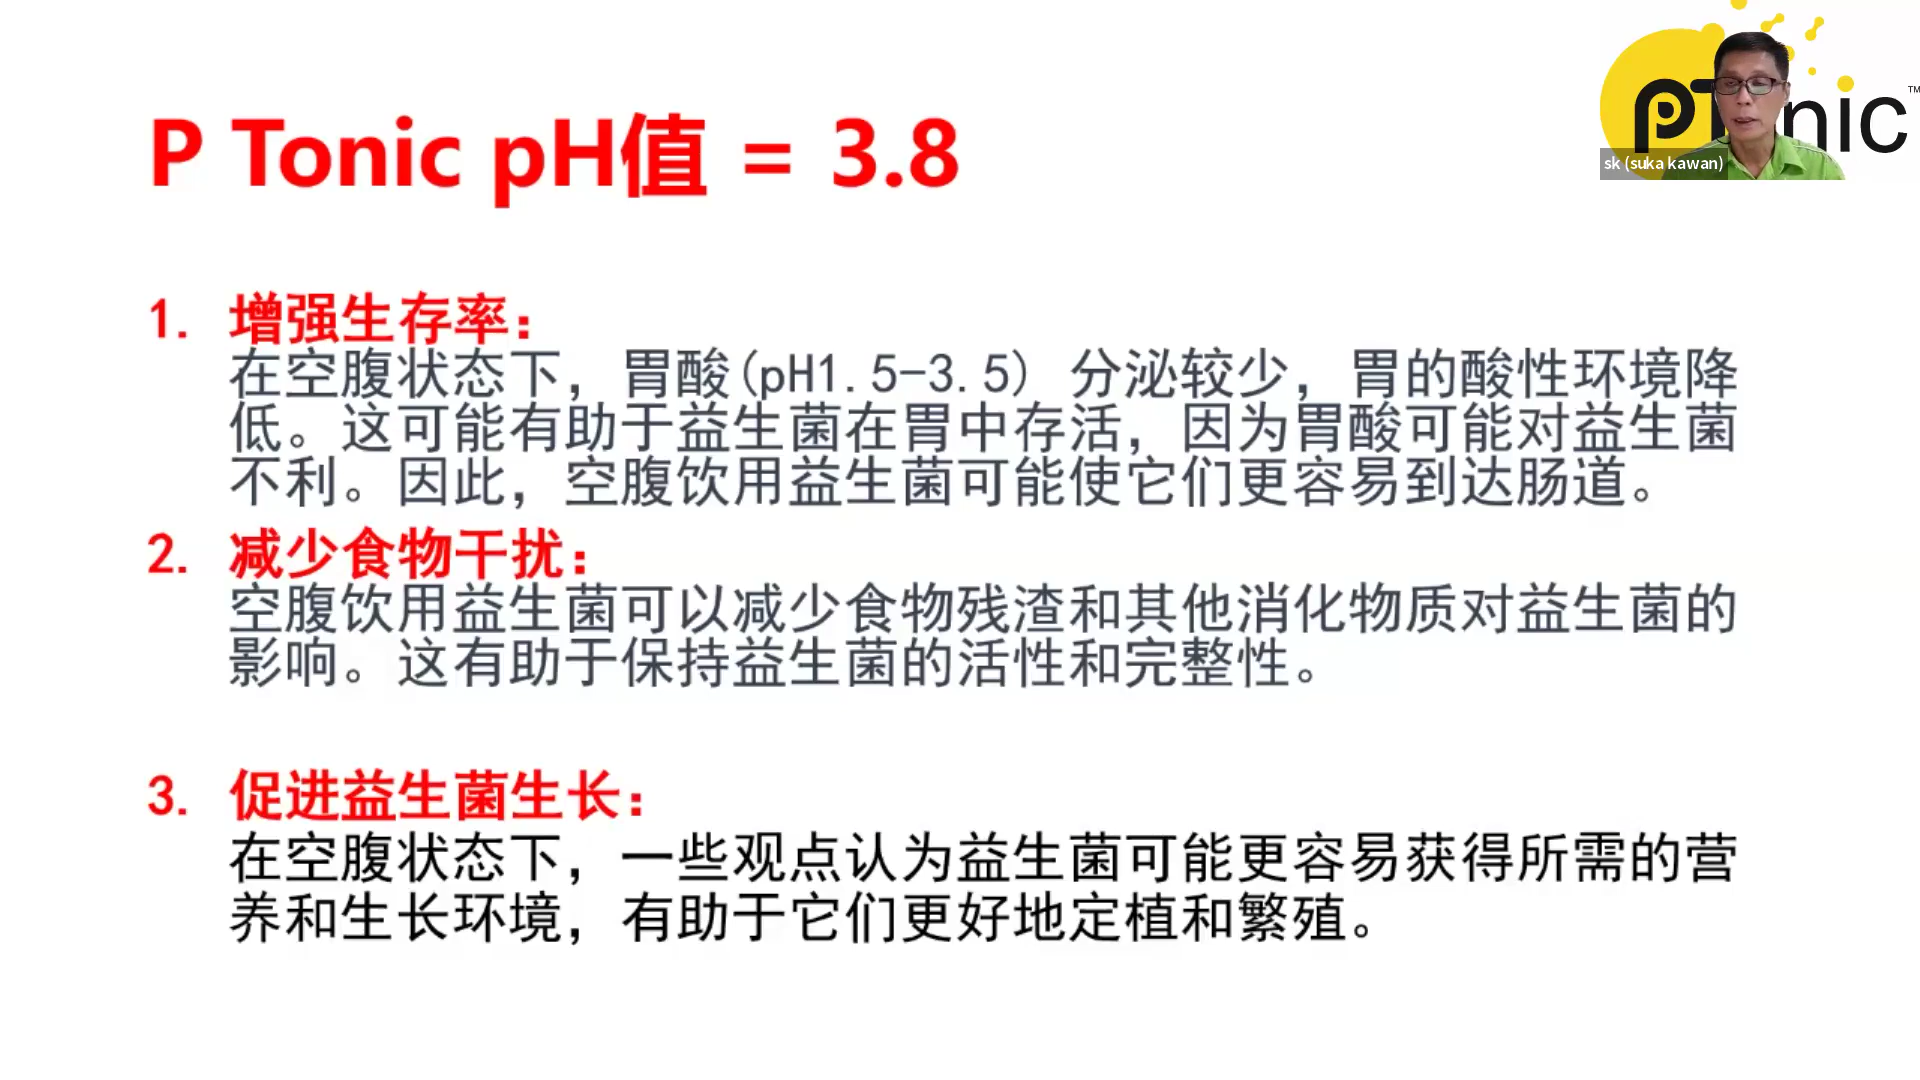 P Tonic pH值 = 3.8
pTonic™
sk (suka kawan)
1. 增强生存率：
在空腹状态下，胃酸(pH1.5-3.5) 分泌较少，胃的酸性环境降
低。这可能有助于益生菌在胃中存活，因为胃酸可能对益生菌
不利。因此，空腹饮用益生菌可能使它们更容易到达肠道。
2. 减少食物干扰：
空腹饮用益生菌可以减少食物残渣和其他消化物质对益生菌的
影响。这有助于保持益生菌的活性和完整性。
3. 促进益生菌生长：
在空腹状态下，一些观点认为益生菌可能更容易获得所需的营
养和生长环境，有助于它们更好地定植和繁殖。